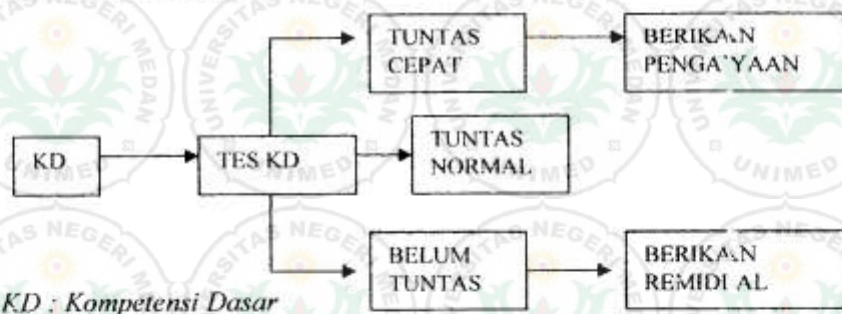 TUNTAS
CEPAT
BERIKAN
PENGAYAAN
KD
TES KD
TUNTAS
NORMAL
BELUM
TUNTAS
BERIKAN
REMIDIAL
KD : Kompetensi Dasar